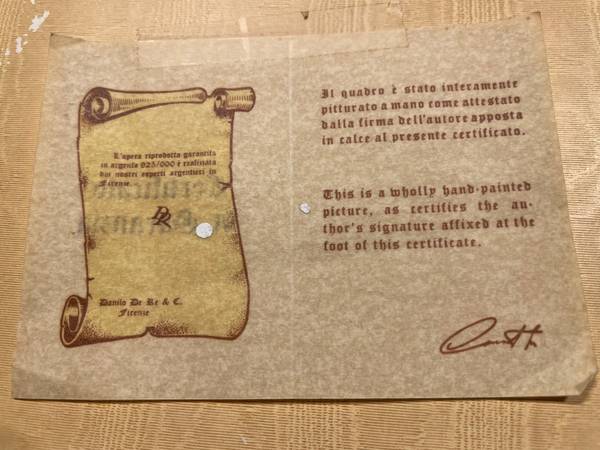 L'opera riprodotta garantita
in argento 925/000 è realizzata
dai nostri esperti argentieri in
Firenze
DR
Danilo De Re & C.
Firenze
Il quadro è stato interamente
pitturato a mano come attestato
dalla firma dell'autore apposta
in calce al presente certificato.
This is a wholly hand-painted
picture, as certifies the au-
thor's signature affixed at the
foot of this certificate.